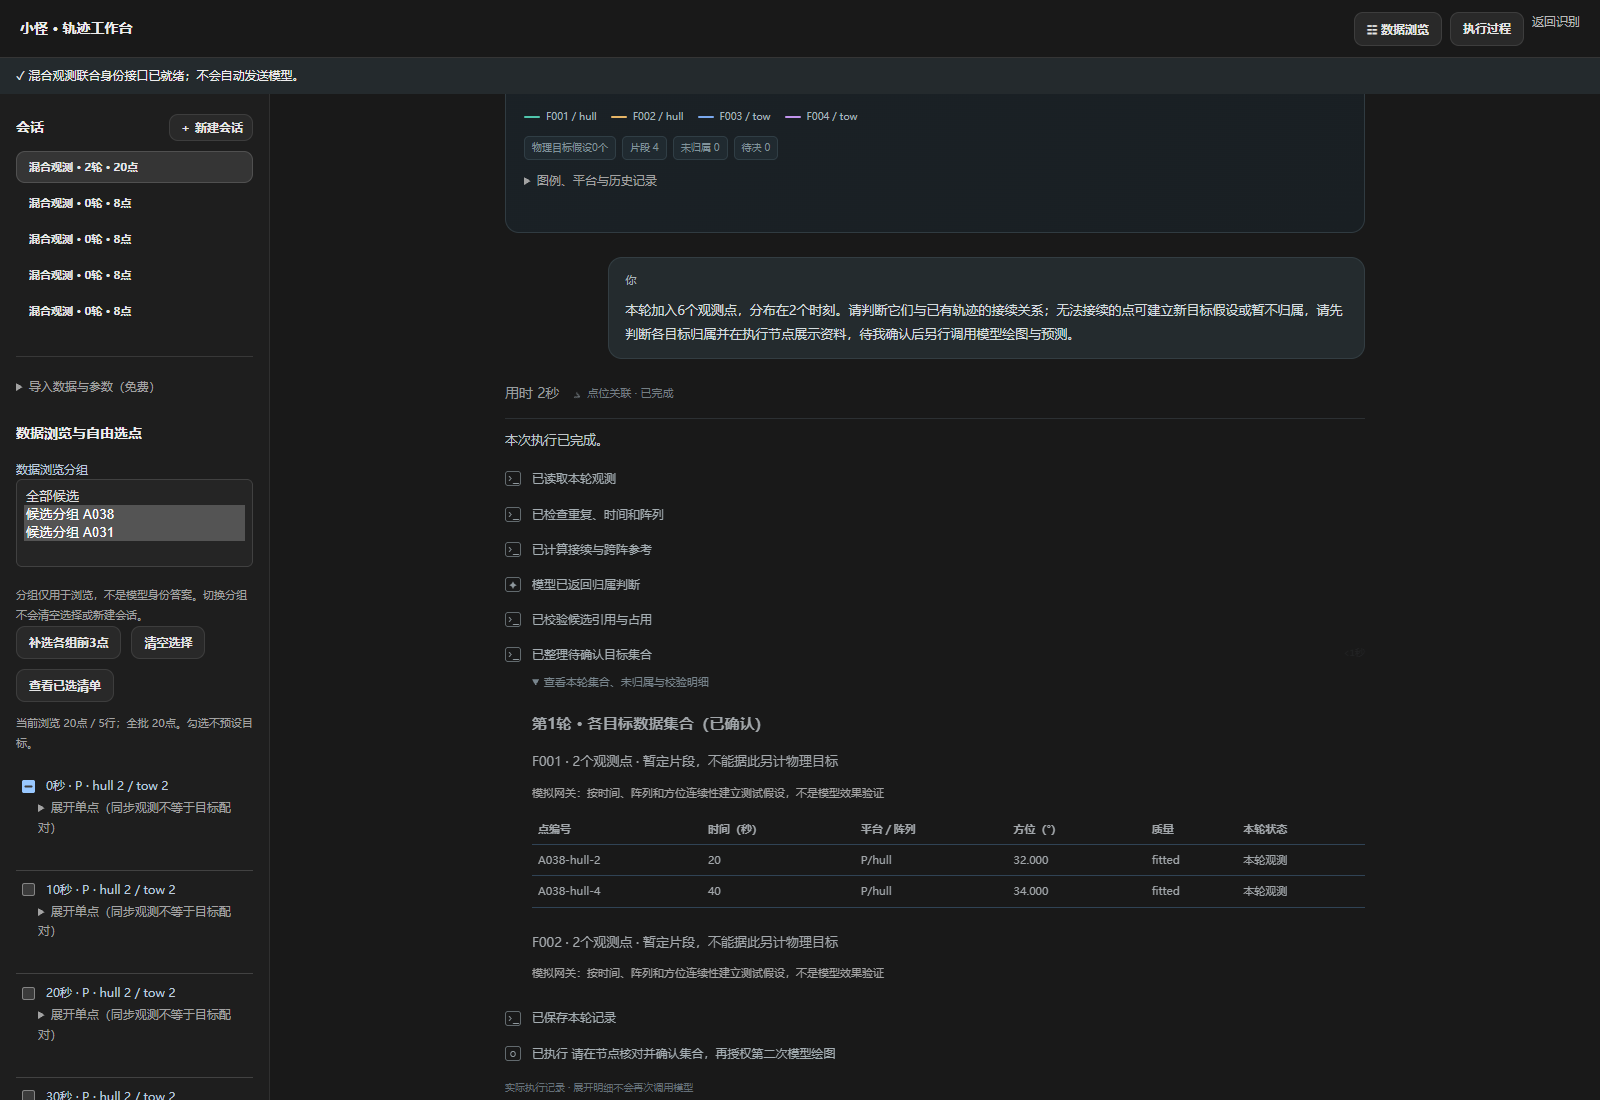 小怪 • 轨迹工作台
数据浏览
执行过程
返回识别
✓ 混合观测联合身份接口已就绪；不会自动发送模型。
会话
+ 新建会话
混合观测 • 2轮 • 20点
混合观测 • 0轮 • 8点
混合观测 • 0轮 • 8点
混合观测 • 0轮 • 8点
混合观测 • 0轮 • 8点
▶ 导入数据与参数（免费）
数据浏览与自由选点
数据浏览分组
全部候选
候选分组 A038
候选分组 A031
分组仅用于浏览，不是模型身份答案。切换分组
不会清空选择或新建会话。
补选各组前3点
清空选择
查看已选清单
当前浏览 20点 / 5行；全批 20点。勾选不预设目
标。
0秒 · P · hull 2 / tow 2
▶ 展开单点（同步观测不等于目标配
对）
10秒 · P · hull 2 / tow 2
▶ 展开单点（同步观测不等于目标配
对）
20秒 · P · hull 2 / tow 2
▶ 展开单点（同步观测不等于目标配
对）
30秒 · P · hull 2 / tow 2
F001 / hull F002 / hull F003 / tow F004 / tow
物理目标假设0个 片段 4 未归属 0 待决 0
▶ 图例、平台与历史记录
你
本轮加入6个观测点，分布在2个时刻。请判断它们与已有轨迹的接续关系；无法接续的点可建立新目标假设或暂不归属，请先
判断各目标归属并在执行节点展示资料，待我确认后另行调用模型绘图与预测。
用时 2秒 点位关联 · 已完成
本次执行已完成。
已读取本轮观测
已检查重复、时间和阵列
已计算接续与跨阵参考
模型已返回归属判断
已校验候选引用与占用
已整理待确认目标集合
▼ 查看本轮集合、未归属与校验明细
第1轮 • 各目标数据集合（已确认）
F001 · 2个观测点 · 暂定片段，不能据此另计物理目标
模拟网关：按时间、阵列和方位连续性建立测试假设，不是模型效果验证
点编号 时间（秒） 平台 / 阵列 方位（°） 质量 本轮状态
A038-hull-2 20 P/hull 32.000 fitted 本轮观测
A038-hull-4 40 P/hull 34.000 fitted 本轮观测
F002 · 2个观测点 · 暂定片段，不能据此另计物理目标
模拟网关：按时间、阵列和方位连续性建立测试假设，不是模型效果验证
已保存本轮记录
已执行 请在节点核对并确认集合，再授权第二次模型绘图
实际执行记录 · 展开明细不会再次调用模型